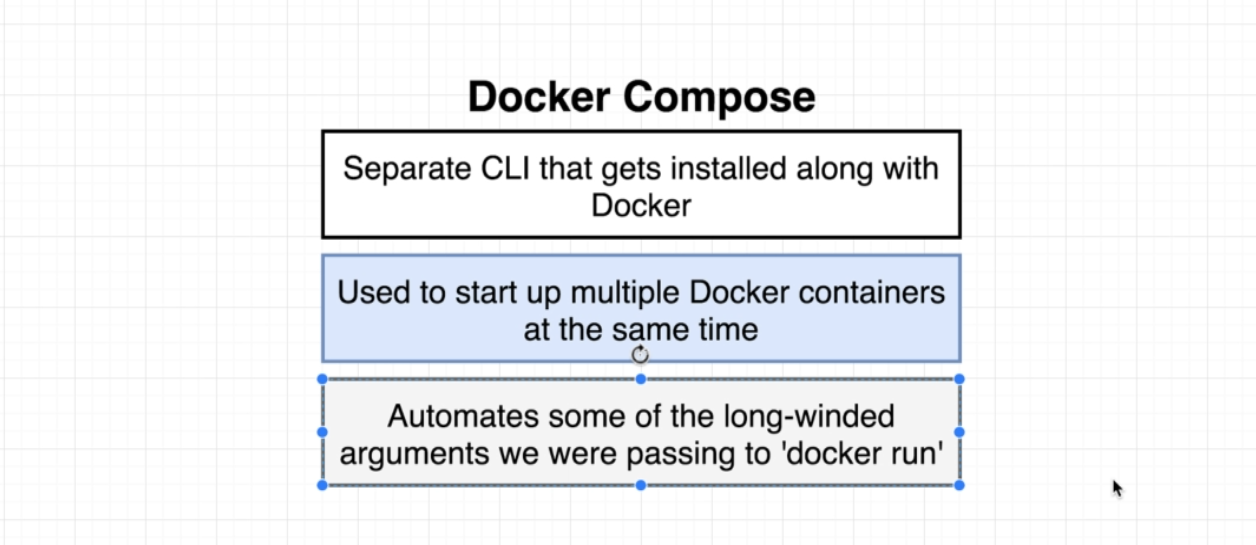 Docker Compose
Separate CLI that gets installed along with
Docker
Used to start up multiple Docker containers
at the same time
Automates some of the long-winded
arguments we were passing to 'docker run'